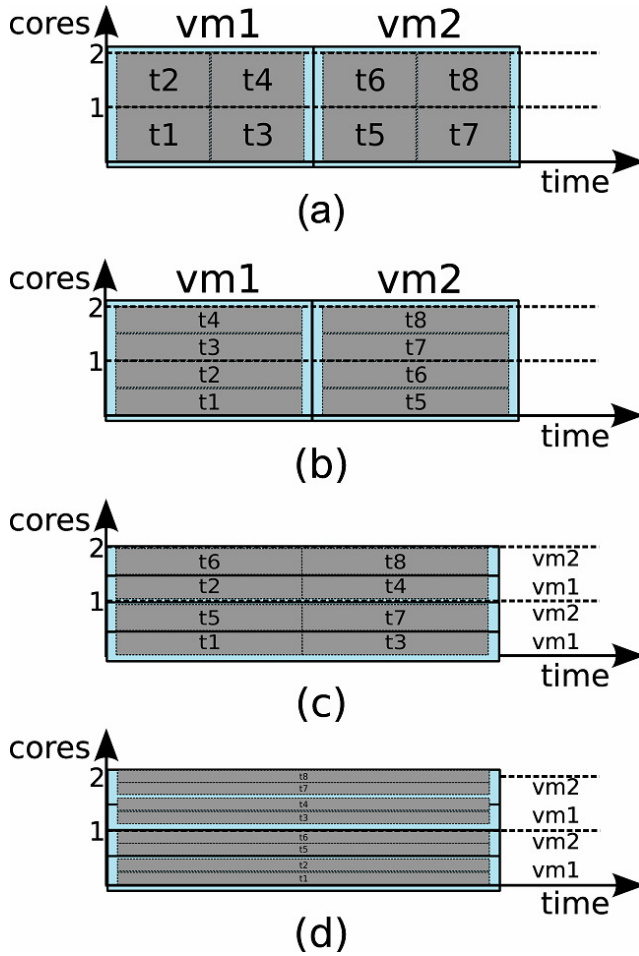 cores vm1 vm2
2
t2 t4 t6 t8
1
t1 t3 t5 t7
time
(a)
cores vm1 vm2
2
t4 t8
t3 t7
1
t2 t6
t1 t5
time
(b)
cores
2
t6 t8 vm2
t2 t4 vm1
1
t5 t7 vm2
t1 t3 vm1
time
(c)
cores
2
t8
t7 vm2
t4
t3 vm1
1
t6 vm2
t5
t2 vm1
t1
time
(d)